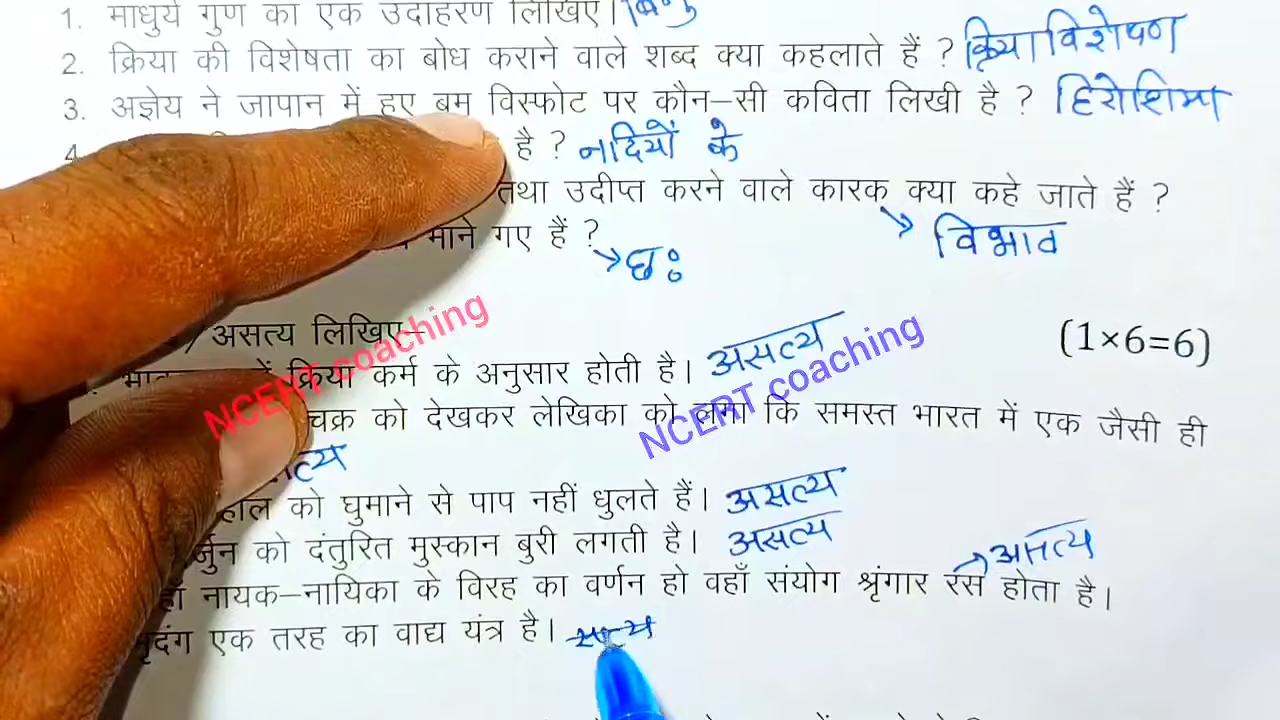 1. माधुर्य गुण का एक उदाहरण लिखिए।
2. क्रिया की विशेषता का बोध कराने वाले शब्द क्या कहलाते हैं ? क्रियाविशेषण
3. अज्ञेय ने जापान में हुए बम विस्फोट पर कौन–सी कविता लिखी है ? हिरोशिमा
4. है ? नदियों के
तथा उदीप्त करने वाले कारक क्या कहे जाते हैं ?
माने गए हैं ? → छः → विभाव
असत्य लिखिए– (1×6=6)
क्रिया कर्म के अनुसार होती है। असत्य
चक्र को देखकर लेखिका को लगा कि समस्त भारत में एक जैसी ही
को घुमाने से पाप नहीं धुलते हैं। असत्य
को दंतुरित मुस्कान बुरी लगती है। असत्य
नायक–नायिका के विरह का वर्णन हो वहाँ संयोग श्रृंगार रस होता है। → असत्य
मृदंग एक तरह का वाद्य यंत्र है। सत्य
NCERT coaching
NCERT coaching